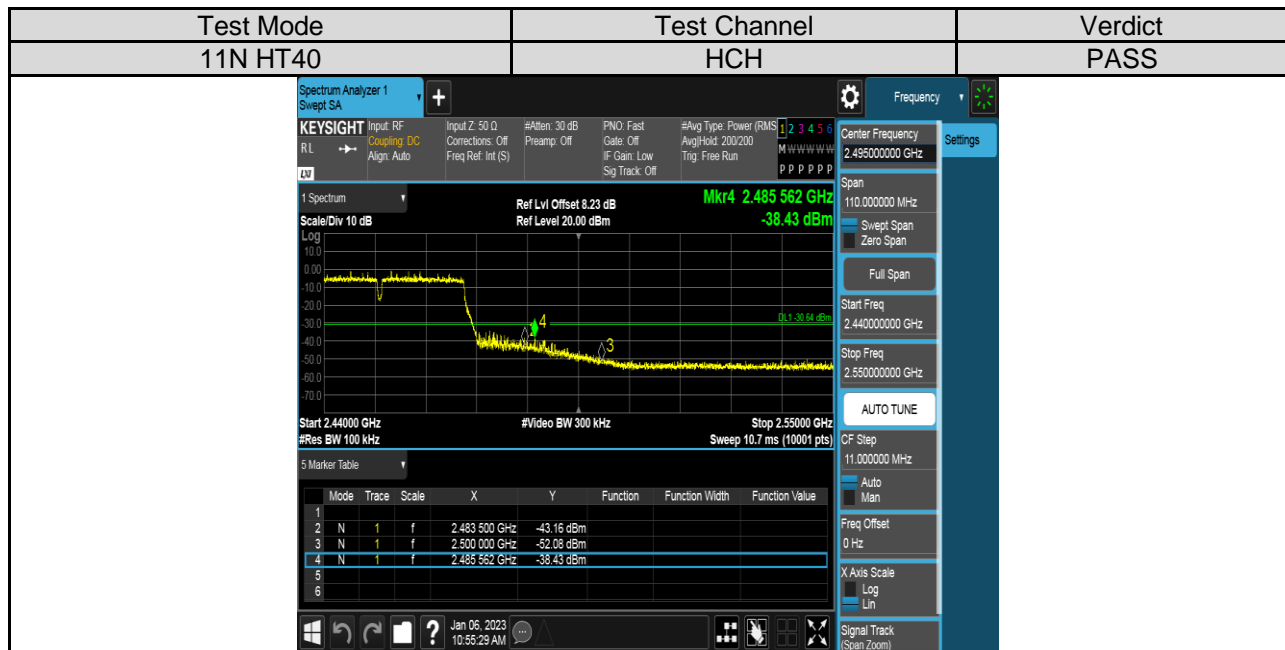 Test Mode Test Channel Verdict
11N HT40 HCH PASS
Spectrum Analyzer 1
Swept SA
+
Frequency
KEYSIGHT Input: RF Input Z: 50 Ω #Atten: 30 dB PNO: Fast #Avg Type: Power (RMS 1 2 3 4 5 6
RL Coupling: DC Corrections: Off Preamp: Off Gate: Off Avg|Hold: 200/200 M W W W W W
Align: Auto Freq Ref: Int (S) IF Gain: Low Trig: Free Run
LXI Sig Track: Off P P P P P P
1 Spectrum
Ref Lvl Offset 8.23 dB Mkr4 2.485 562 GHz
Scale/Div 10 dB Ref Level 20.00 dBm -38.43 dBm
Log
10.0
0.00
-10.0
-20.0
-30.0
-40.0
-50.0
-60.0
-70.0
DL1 -30.64 dBm
4
3
Start 2.44000 GHz #Video BW 300 kHz Stop 2.55000 GHz
#Res BW 100 kHz Sweep 10.7 ms (10001 pts)
5 Marker Table
Mode Trace Scale X Y Function Function Width Function Value
1
2 N 1 f 2.483 500 GHz -43.16 dBm
3 N 1 f 2.500 000 GHz -52.08 dBm
4 N 1 f 2.485 562 GHz -38.43 dBm
5
6
? Jan 06, 2023
10:55:29 AM
Center Frequency
2.495000000 GHz
Settings
Span
110.000000 MHz
Swept Span
Zero Span
Full Span
Start Freq
2.440000000 GHz
Stop Freq
2.550000000 GHz
AUTO TUNE
CF Step
11.000000 MHz
Auto
Man
Freq Offset
0 Hz
X Axis Scale
Log
Lin
Signal Track
(Span Zoom)